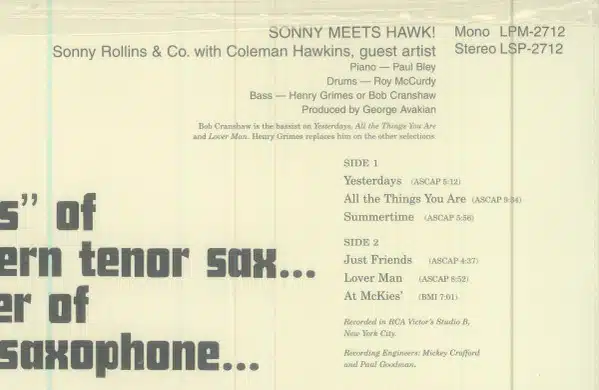 SONNY MEETS HAWK!
Sonny Rollins & Co. with Coleman Hawkins, guest artist
Mono LPM-2712
Stereo LSP-2712
Piano — Paul Bley
Drums — Roy McCurdy
Bass — Henry Grimes or Bob Cranshaw
Produced by George Avakian
Bob Cranshaw is the bassist on Yesterdays, All the Things You Are
and Lover Man. Henry Grimes replaces him on the other selections.
SIDE 1
Yesterdays (ASCAP 5:12)
All the Things You Are (ASCAP 9:34)
Summertime (ASCAP 5:56)
SIDE 2
Just Friends (ASCAP 4:37)
Lover Man (ASCAP 8:52)
At McKies' (BMI 7:01)
Recorded in RCA Victor's Studio B,
New York City.
Recording Engineers: Mickey Crofford
and Paul Goodman.
s” of
ern tenor sax...
er of
saxophone...